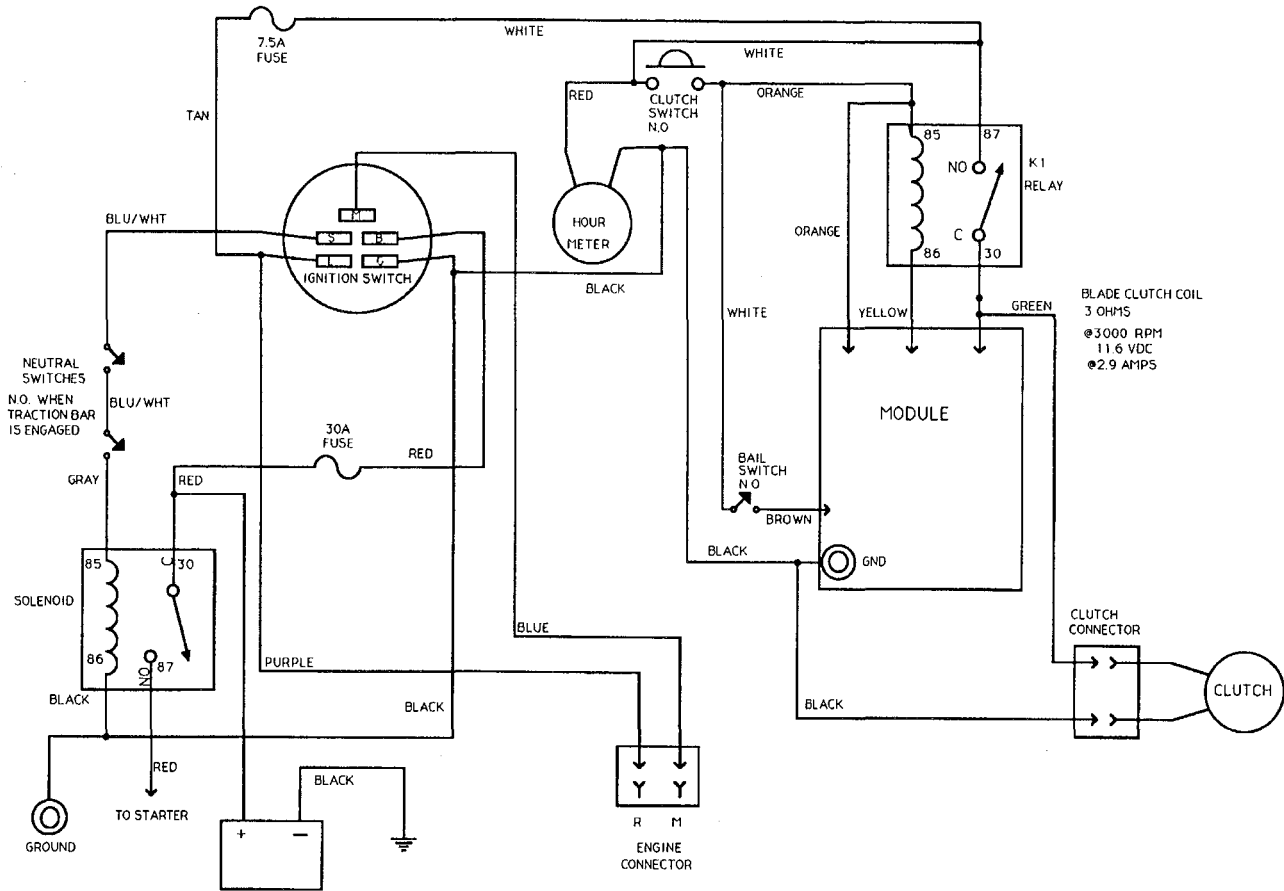 7.5A
FUSE
WHITE
WHITE
RED
CLUTCH
SWITCH
N.O
ORANGE
TAN
85
87
NO
K1
RELAY
C
86
30
M
S
B
L
G
IGNITION SWITCH
BLU/WHT
HOUR
METER
ORANGE
BLACK
WHITE
YELLOW
GREEN
BLADE CLUTCH COIL
3 OHMS
@3000 RPM
11.6 VDC
@2.9 AMPS
NEUTRAL
SWITCHES
N.O. WHEN
TRACTION BAR
IS ENGAGED
BLU/WHT
MODULE
30A
FUSE
RED
GRAY
RED
BAIL
SWITCH
N O
BROWN
BLACK
GND
85
C
30
SOLENOID
86
NO
87
BLACK
BLUE
PURPLE
BLACK
CLUTCH
CONNECTOR
BLACK
CLUTCH
RED
TO STARTER
BLACK
GROUND
+
–
R
M
ENGINE
CONNECTOR